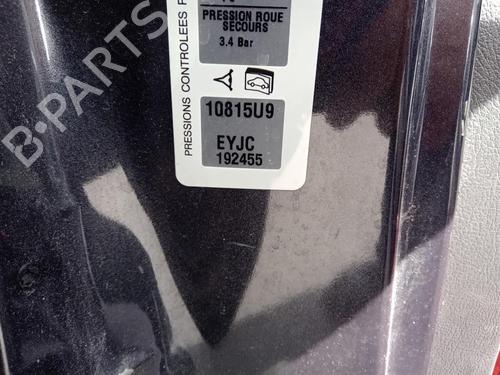 PRESSION ROUE
SECOURS
3.4 Bar
PRESSIONS CONTROLEES
10815U9
EYJC
192455
B-PARTS